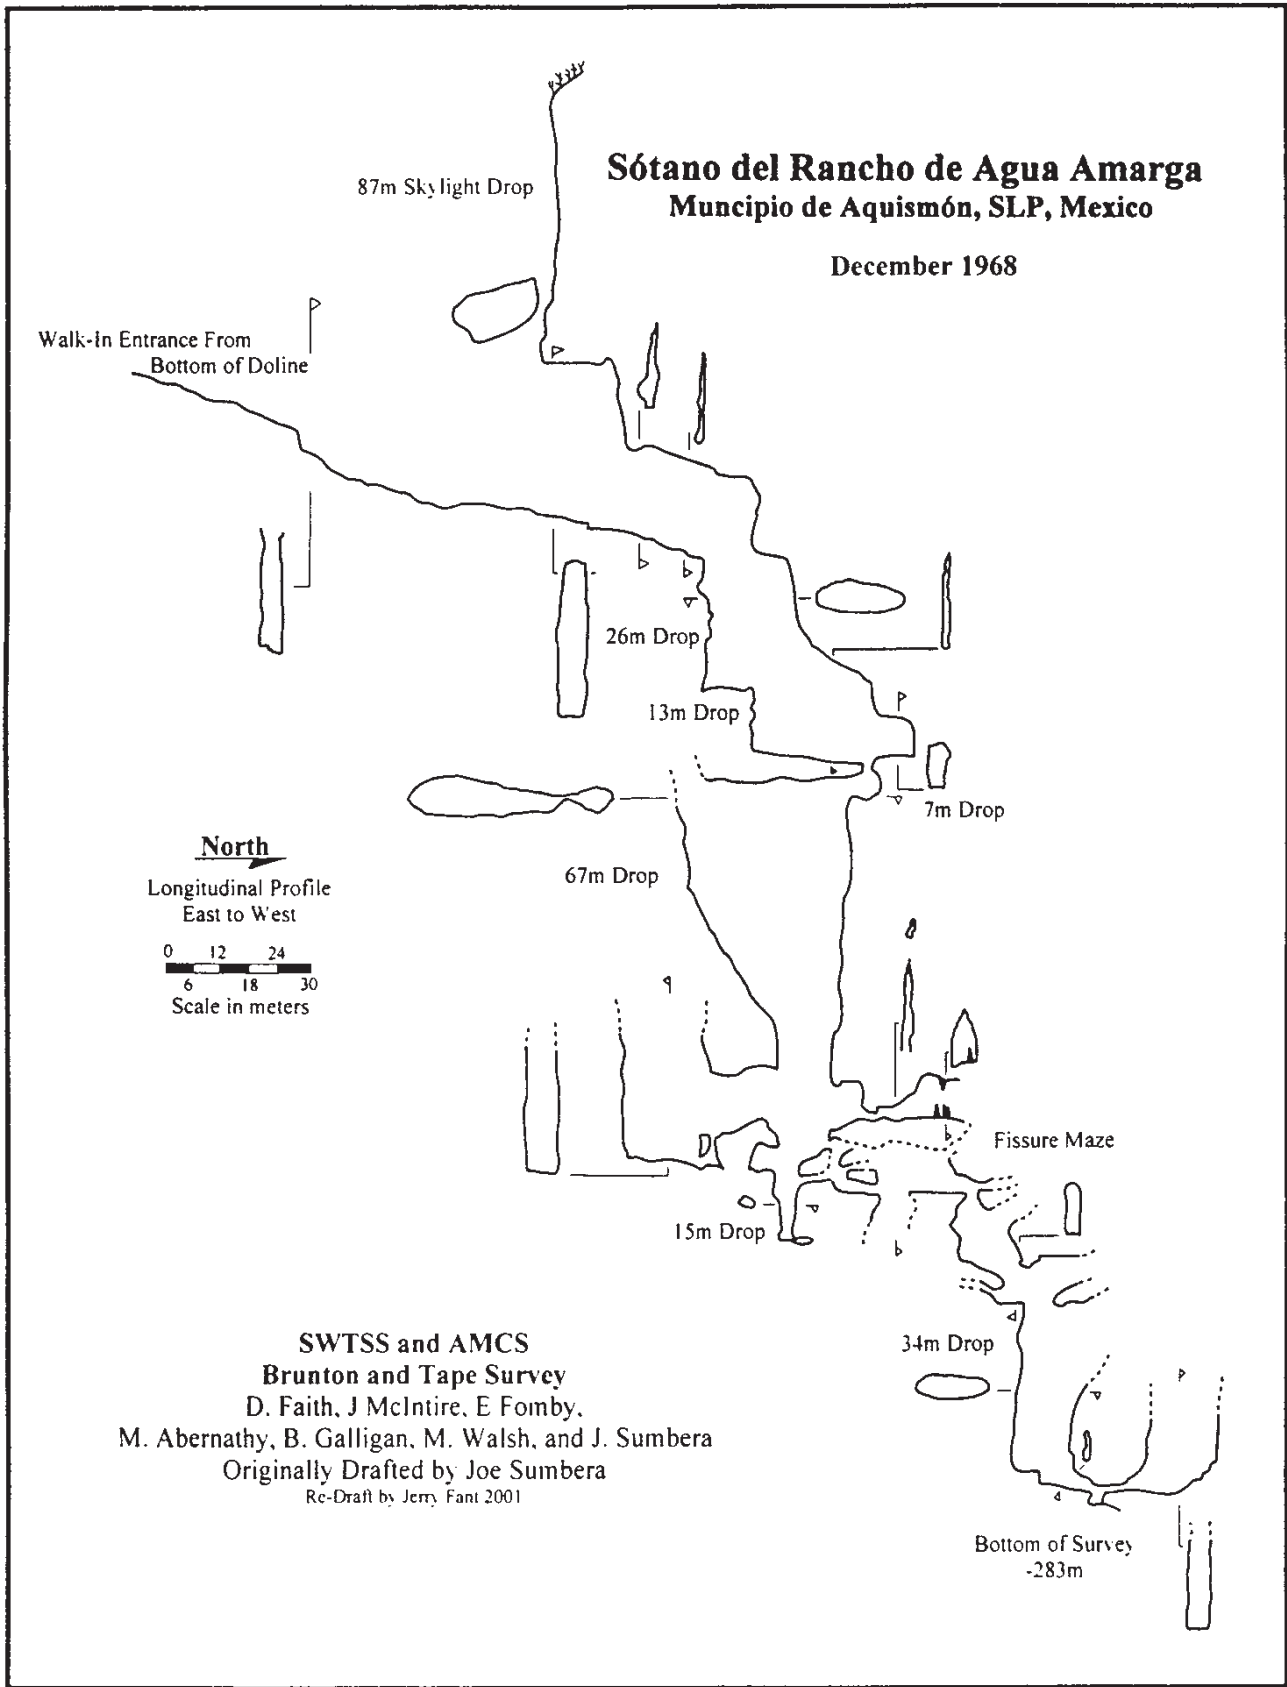 Sótano del Rancho de Agua Amarga
Muncipio de Aquismón, SLP, Mexico
December 1968
87m Skylight Drop
Walk-In Entrance From
Bottom of Doline
26m Drop
13m Drop
7m Drop
67m Drop
North
Longitudinal Profile
East to West
0 12 24
6 18 30
Scale in meters
Fissure Maze
15m Drop
34m Drop
SWTSS and AMCS
Brunton and Tape Survey
D. Faith, J McIntire, E Fomby,
M. Abernathy, B. Galligan, M. Walsh, and J. Sumbera
Originally Drafted by Joe Sumbera
Re-Draft by Jerry Fant 2001
Bottom of Survey
-283m